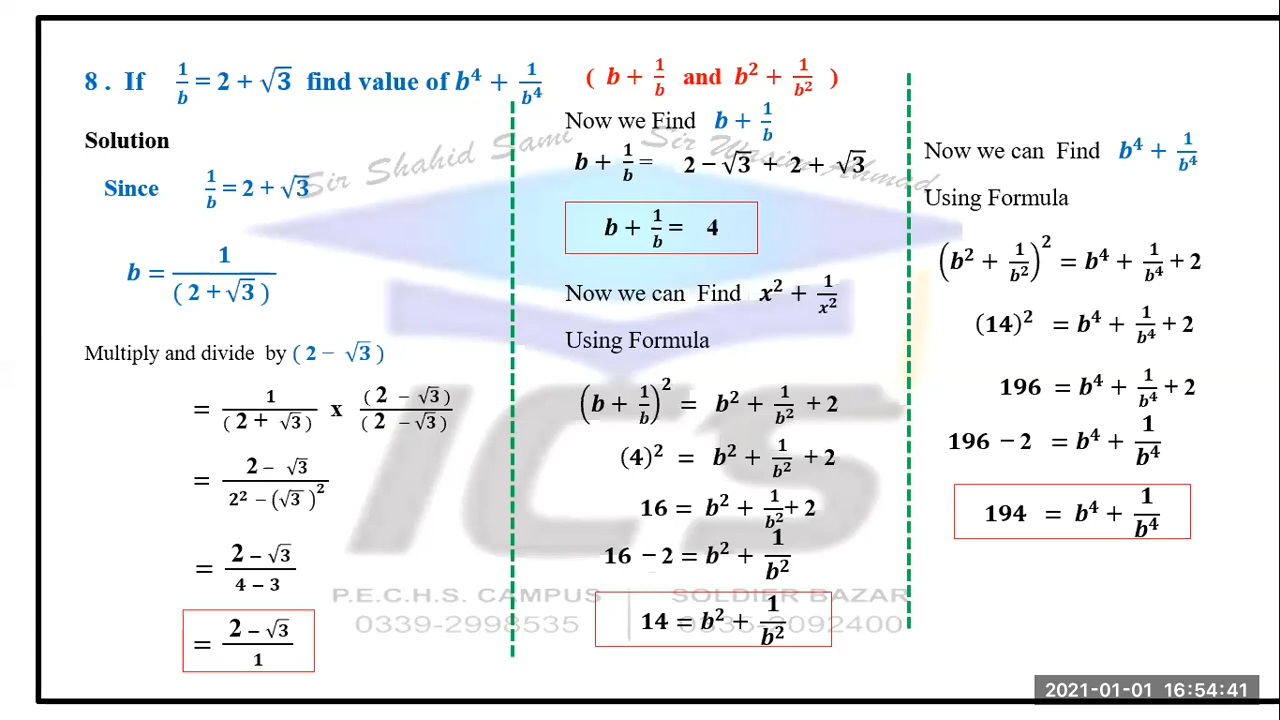 8 . If 1/b = 2 + √3 find value of b⁴ + 1/b⁴ ( b + 1/b and b² + 1/b² )
Solution
Since 1/b = 2 + √3
b = 1/( 2 + √3 )
Multiply and divide by ( 2 − √3 )
= 1/( 2 + √3 ) x ( 2 − √3 )/( 2 − √3 )
= (2 − √3)/(2² − (√3 )²)
= (2 − √3)/(4 − 3)
= (2 − √3)/1
Now we Find b + 1/b
b + 1/b = 2 − √3 + 2 + √3
b + 1/b = 4
Now we can Find x² + 1/x²
Using Formula
(b + 1/b)² = b² + 1/b² + 2
(4)² = b² + 1/b² + 2
16 = b² + 1/b² + 2
16 − 2 = b² + 1/b²
14 = b² + 1/b²
Now we can Find b⁴ + 1/b⁴
Using Formula
(b² + 1/b²)² = b⁴ + 1/b⁴ + 2
(14)² = b⁴ + 1/b⁴ + 2
196 = b⁴ + 1/b⁴ + 2
196 − 2 = b⁴ + 1/b⁴
194 = b⁴ + 1/b⁴
Sir Shahid Sami
Sir Wasim Ahmad
ICS
P.E.C.H.S. CAMPUS
0339-2998535
SOLDIER BAZAR
2021-01-01 16:54:41